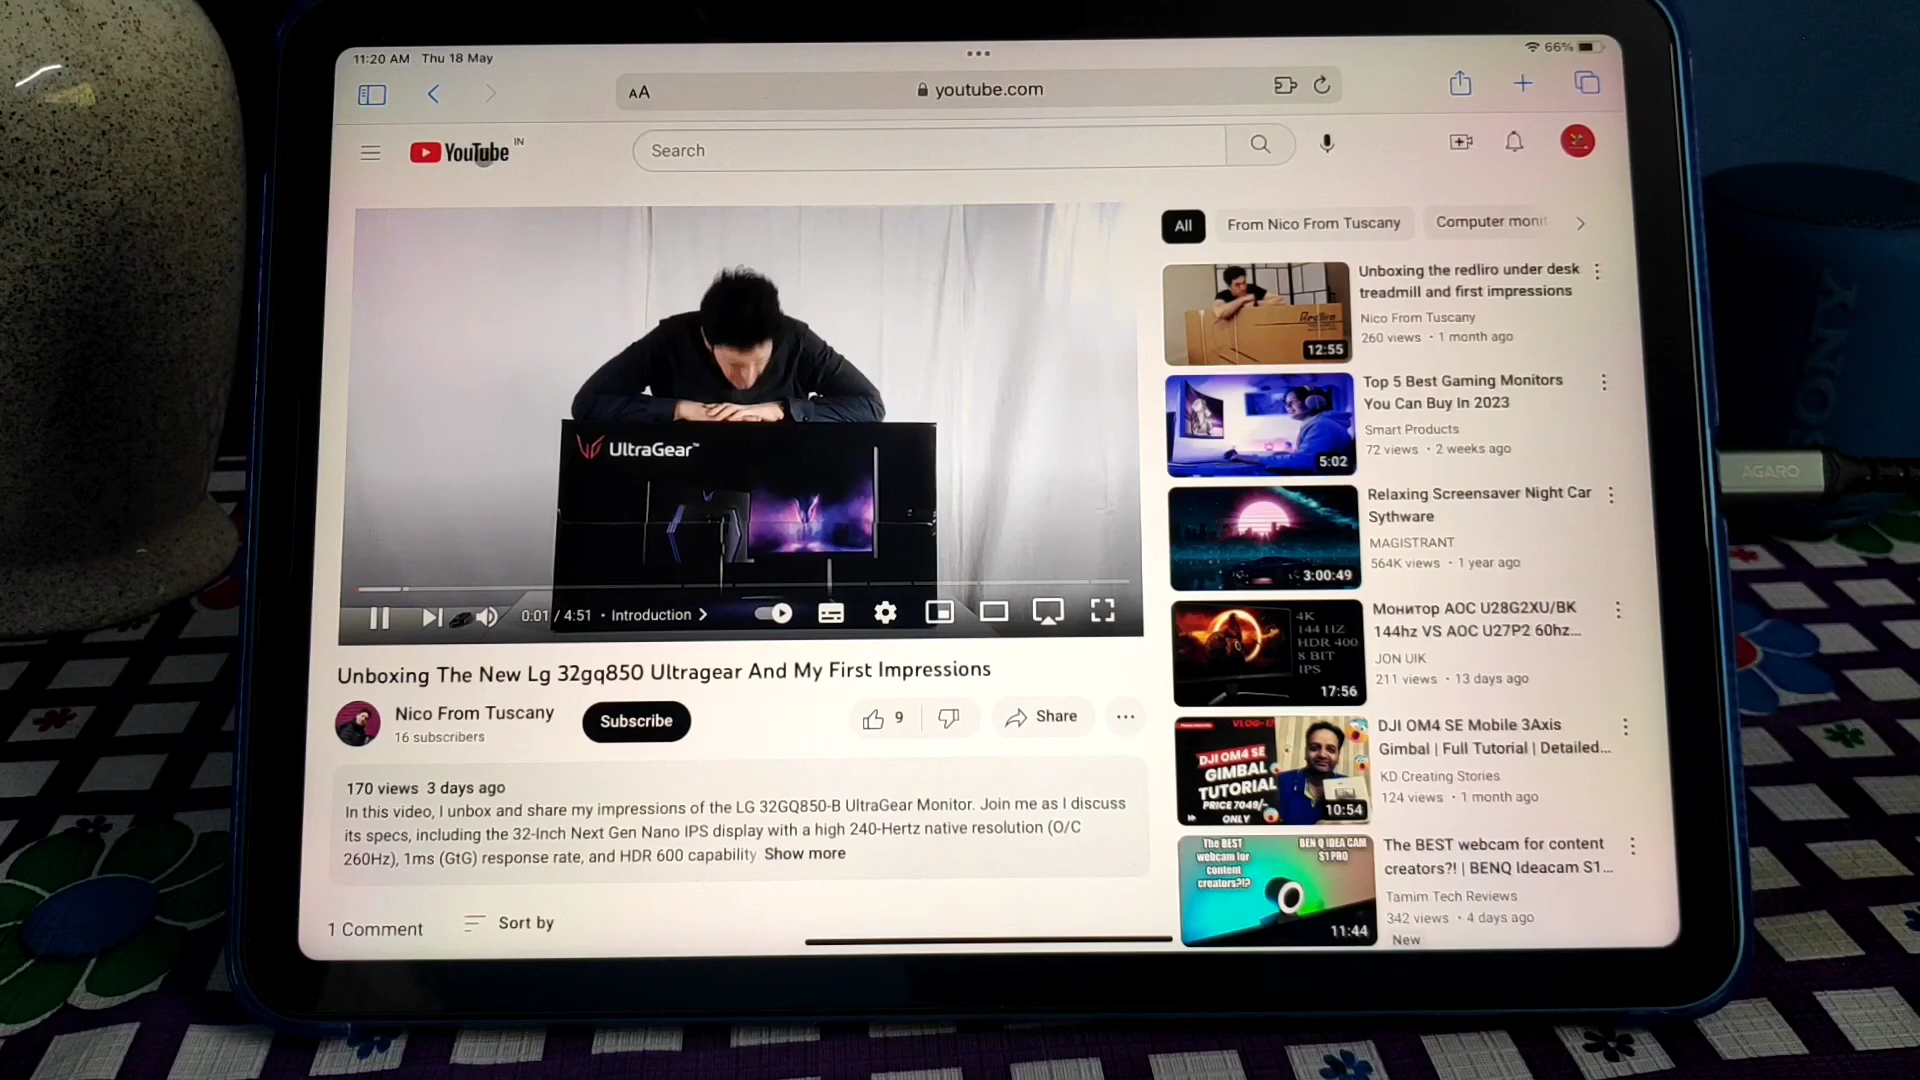 11:20 AM Thu 18 May
66%
AA
youtube.com
YouTube IN
Search
UltraGear™
0:01 / 4:51 • Introduction
Unboxing The New Lg 32gq850 Ultragear And My First Impressions
Nico From Tuscany
16 subscribers
Subscribe
9
Share
170 views 3 days ago
In this video, I unbox and share my impressions of the LG 32GQ850-B UltraGear Monitor. Join me as I discuss
its specs, including the 32-Inch Next Gen Nano IPS display with a high 240-Hertz native resolution (O/C
260Hz), 1ms (GtG) response rate, and HDR 600 capability Show more
1 Comment
Sort by
All
From Nico From Tuscany
Computer monit
12:55
Unboxing the redliro under desk
treadmill and first impressions
Nico From Tuscany
260 views • 1 month ago
5:02
Top 5 Best Gaming Monitors
You Can Buy In 2023
Smart Products
72 views • 2 weeks ago
3:00:49
Relaxing Screensaver Night Car
Sythware
MAGISTRANT
564K views • 1 year ago
4K
144 HZ
HDR 400
8 BIT
IPS
17:56
Монитор AOC U28G2XU/BK
144hz VS AOC U27P2 60hz...
JON UIK
211 views • 13 days ago
DJI OM4 SE
GIMBAL
TUTORIAL
PRICE 7049/-
ONLY
10:54
DJI OM4 SE Mobile 3Axis
Gimbal | Full Tutorial | Detailed...
KD Creating Stories
124 views • 1 month ago
The BEST
webcam for
content
creators?!?
BEN Q IDEA CAM
S1 PRO
11:44
The BEST webcam for content
creators?! | BENQ Ideacam S1...
Tamim Tech Reviews
342 views • 4 days ago
New
SONY
AGARO